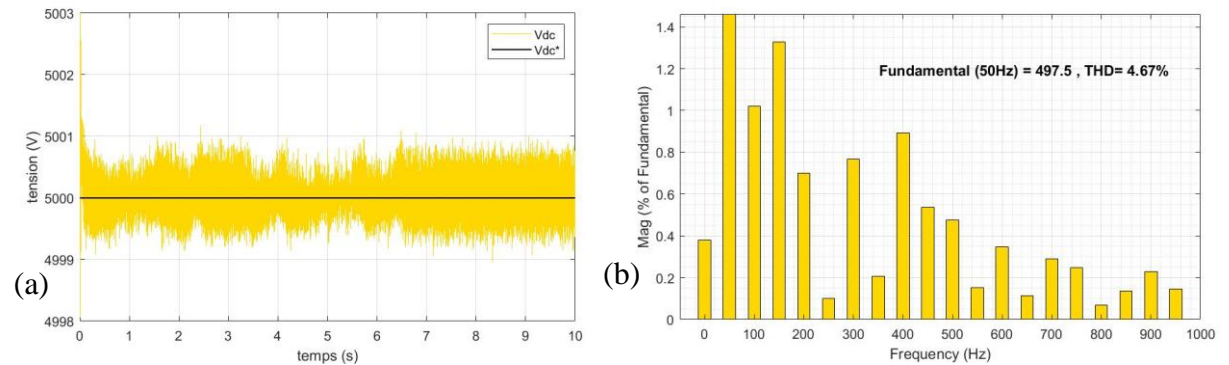 5003
5002
5001
5000
4999
4998
tension (V)
0 1 2 3 4 5 6 7 8 9 10
temps (s)
Vdc
Vdc*
(a)
1.4
1.2
1
0.8
0.6
0.4
0.2
0
Mag (% of Fundamental)
Fundamental (50Hz) = 497.5 , THD= 4.67%
0 100 200 300 400 500 600 700 800 900 1000
Frequency (Hz)
(b)